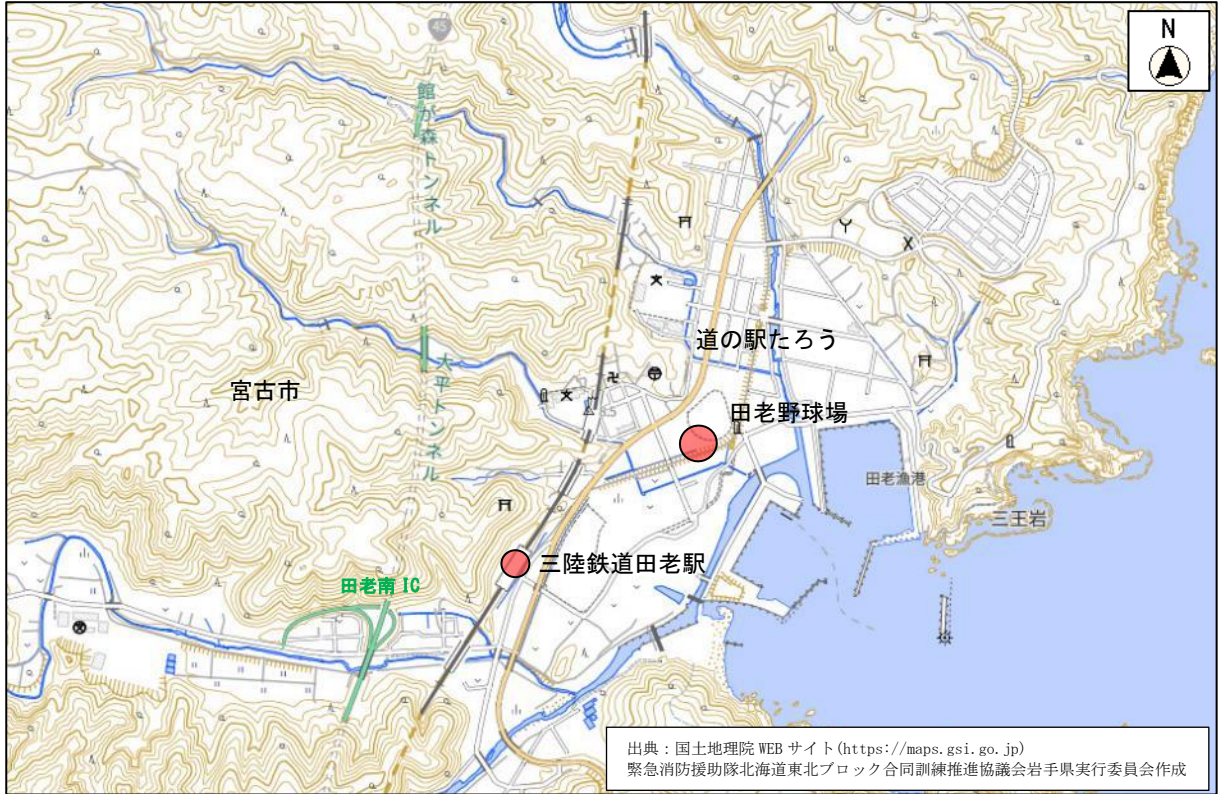 N
45
館が森トンネル
100
道の駅たろう
大平トンネル
宮古市
田老野球場
田老漁港
三王岩
三陸鉄道田老駅
田老南 IC
出典：国土地理院 WEB サイト(https://maps.gsi.go.jp)
緊急消防援助隊北海道東北ブロック合同訓練推進協議会岩手県実行委員会作成